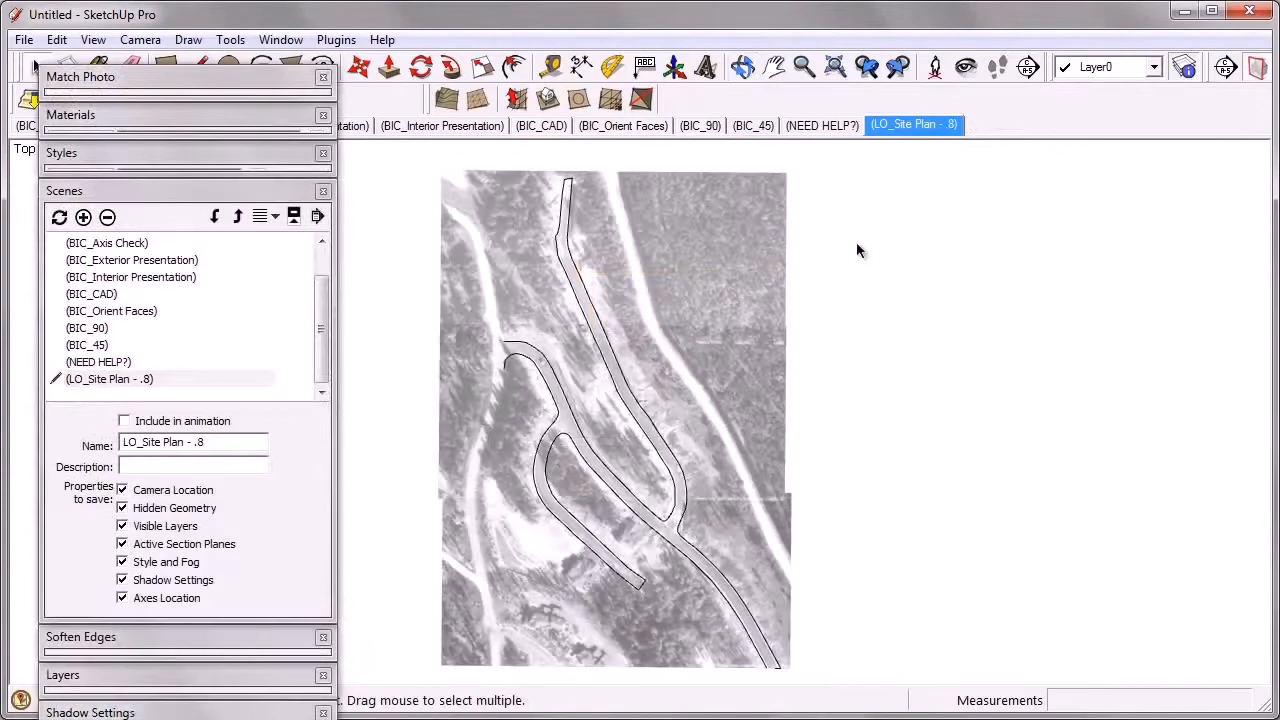 Untitled - SketchUp Pro
File Edit View Camera Draw Tools Window Plugins Help
Match Photo
ABC
Layer0
Materials
(BIC_ tation) (BIC_Interior Presentation) (BIC_CAD) (BIC_Orient Faces) (BIC_90) (BIC_45) (NEED HELP?) (LO_Site Plan - .8)
Top
Styles
Scenes
(BIC_Axis Check)
(BIC_Exterior Presentation)
(BIC_Interior Presentation)
(BIC_CAD)
(BIC_Orient Faces)
(BIC_90)
(BIC_45)
(NEED HELP?)
(LO_Site Plan - .8)
Include in animation
Name: LO_Site Plan - .8
Description:
Properties to save:
Camera Location
Hidden Geometry
Visible Layers
Active Section Planes
Style and Fog
Shadow Settings
Axes Location
Soften Edges
Layers
Shadow Settings
t. Drag mouse to select multiple.
Measurements